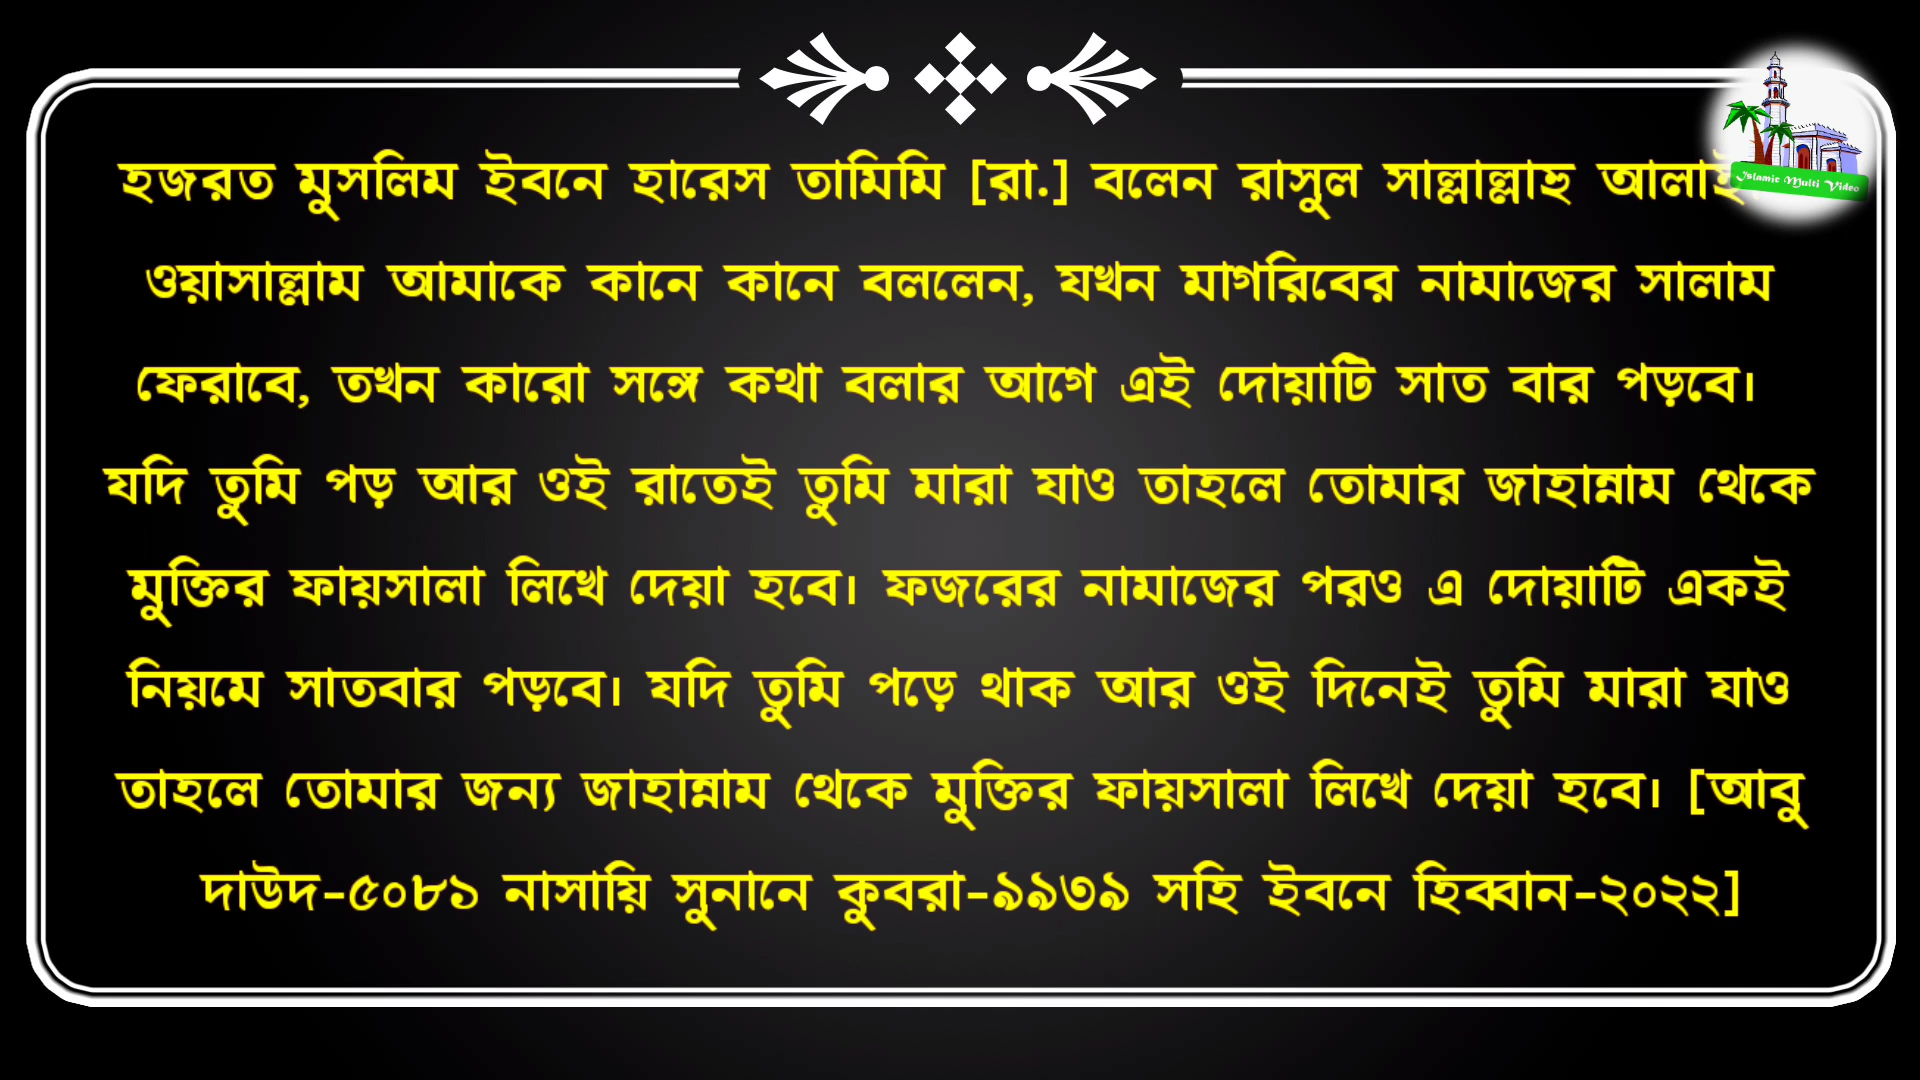 হজরত মুসলিম ইবনে হারেস তামিমি [রা.] বলেন রাসুল সাল্লাল্লাহু
ওয়াসাল্লাম আমাকে কানে কানে বললেন, যখন মাগরিবের নামাজের সালাম
ফেরাবে, তখন কারো সঙ্গে কথা বলার আগে এই দোয়াটি সাত বার পড়বে।
যদি তুমি পড় আর ওই রাতেই তুমি মারা যাও তাহলে তোমার জাহান্নাম থেকে
মুক্তির ফায়সালা লিখে দেয়া হবে। ফজরের নামাজের পরও এ দোয়াটি একই
নিয়মে সাতবার পড়বে। যদি তুমি পড়ে থাক আর ওই দিনেই তুমি মারা যাও
তাহলে তোমার জন্য জাহান্নাম থেকে মুক্তির ফায়সালা লিখে দেয়া হবে। [আবু
দাউদ-৫০৮১ নাসায়ি সুনানে কুবরা-৯৯৩৯ সহি ইবনে হিব্বান-২০২২]
Islamic Multi Video